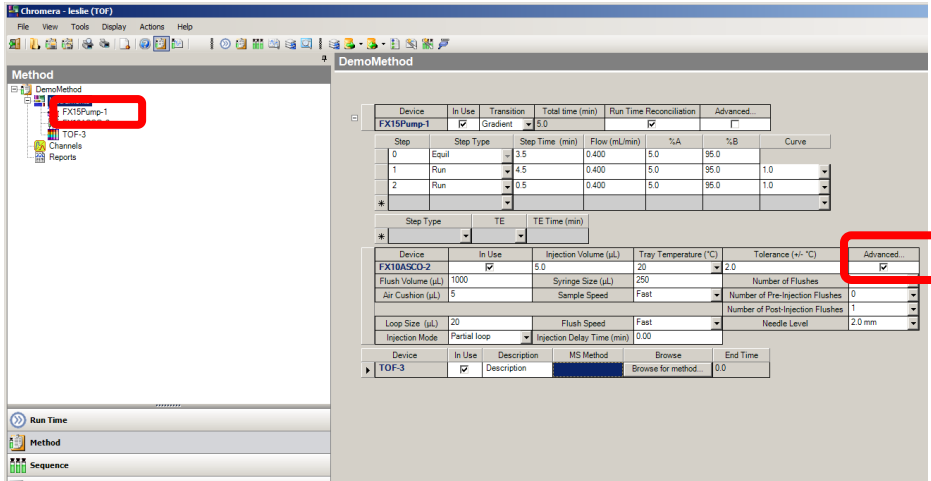 Chromera - leslie (TOF)
File View Tools Display Actions Help
DemoMethod
Method
DemoMethod
FX15Pump-1
TOF-3
Channels
Reports
Device In Use Transition Total time (min) Run Time Reconciliation Advanced...
FX15Pump-1 Gradient 5.0
Step Step Type Step Time (min) Flow (mL/min) %A %B Curve
0 Equil 3.5 0.400 5.0 95.0
1 Run 4.5 0.400 5.0 95.0 1.0
2 Run 0.5 0.400 5.0 95.0 1.0
*
Step Type TE TE Time (min)
*
Device In Use Injection Volume (µL) Tray Temperature (°C) Tolerance (+/- °C) Advanced...
FX10ASCO-2 5.0 20 2.0
Flush Volume (µL) 1000 Syringe Size (µL) 250 Number of Flushes
Air Cushion (µL) 5 Sample Speed Fast Number of Pre-Injection Flushes 0
Number of Post-Injection Flushes 1
Loop Size (µL) 20 Flush Speed Fast Needle Level 2.0 mm
Injection Mode Partial loop Injection Delay Time (min) 0.00
Device In Use Description MS Method Browse End Time
TOF-3 Description Browse for method... 0.0
Run Time
Method
Sequence